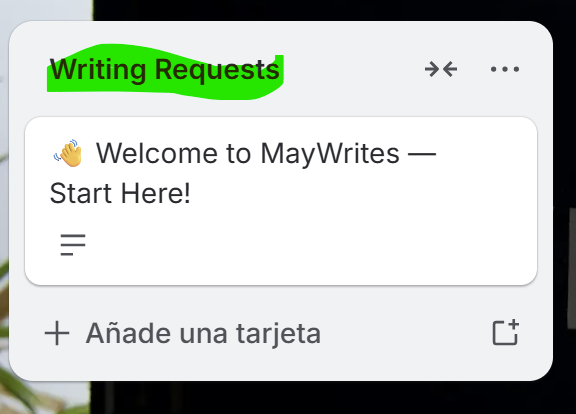 Writing Requests
👋 Welcome to MayWrites —
Start Here!
Añade una tarjeta